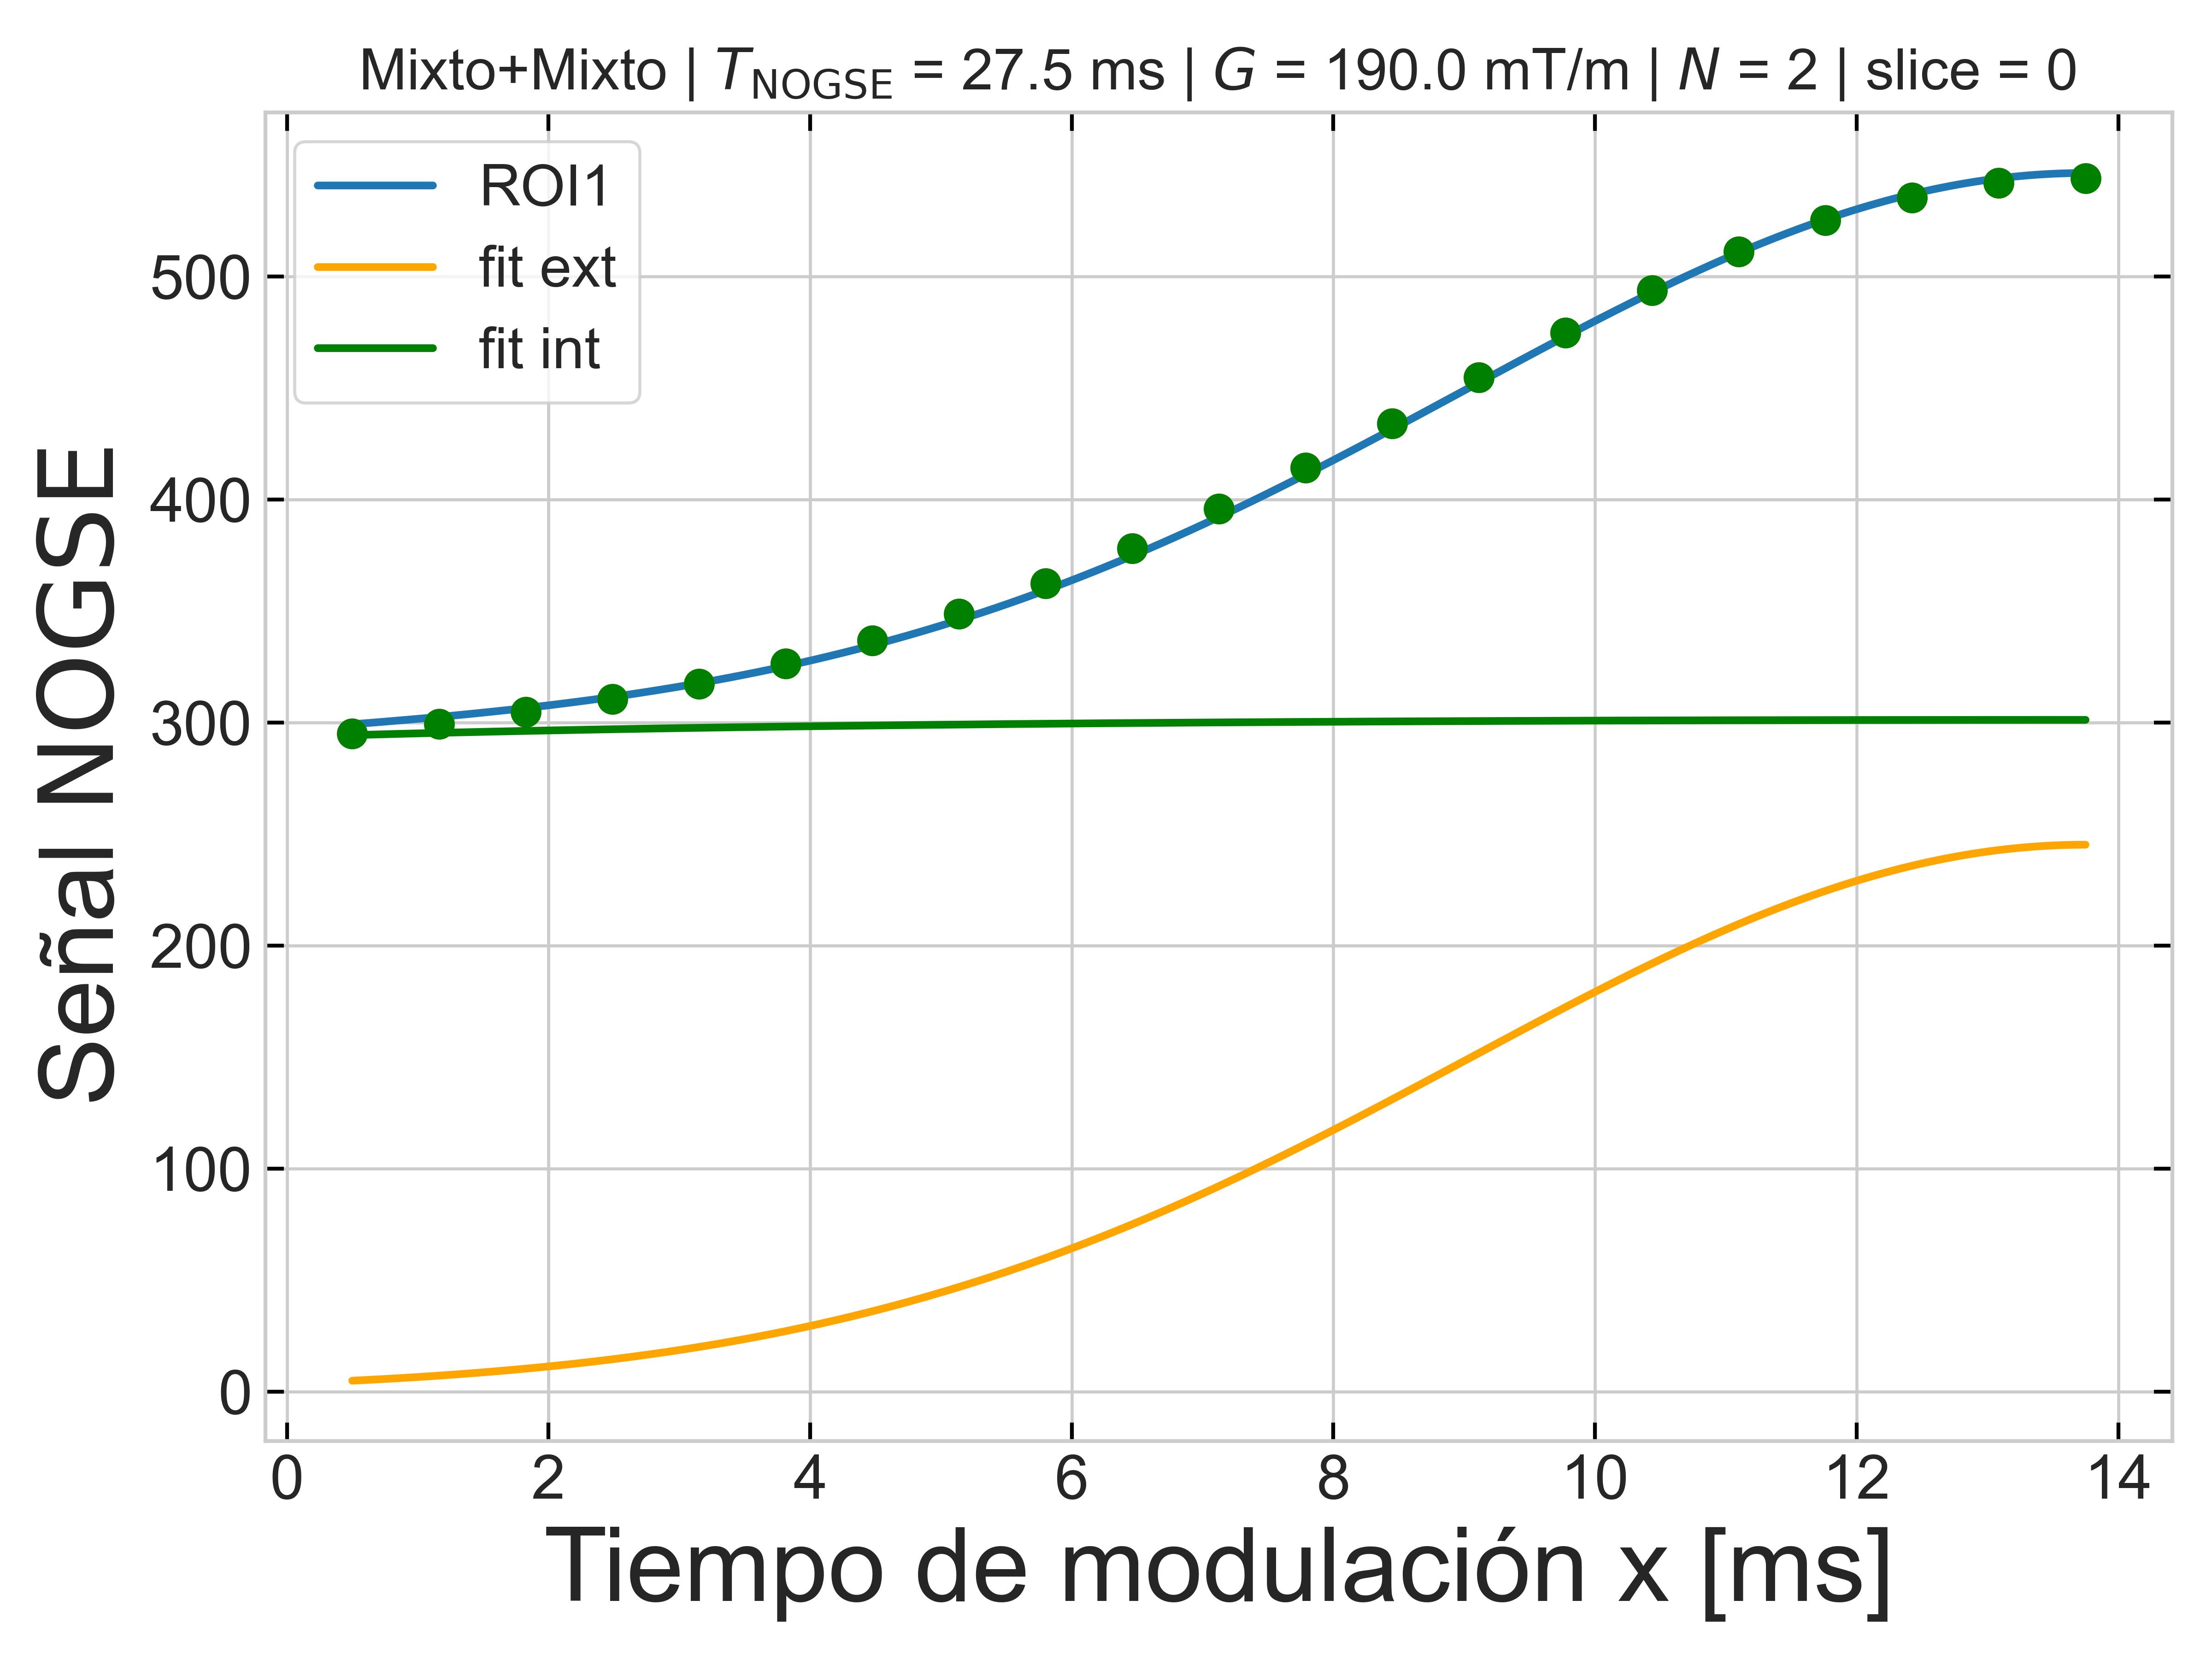 Mixto+Mixto | T_NOGSE = 27.5 ms | G = 190.0 mT/m | N = 2 | slice = 0
ROI1
fit ext
fit int
Señal NOGSE
500
400
300
200
100
0
0 2 4 6 8 10 12 14
Tiempo de modulación x [ms]